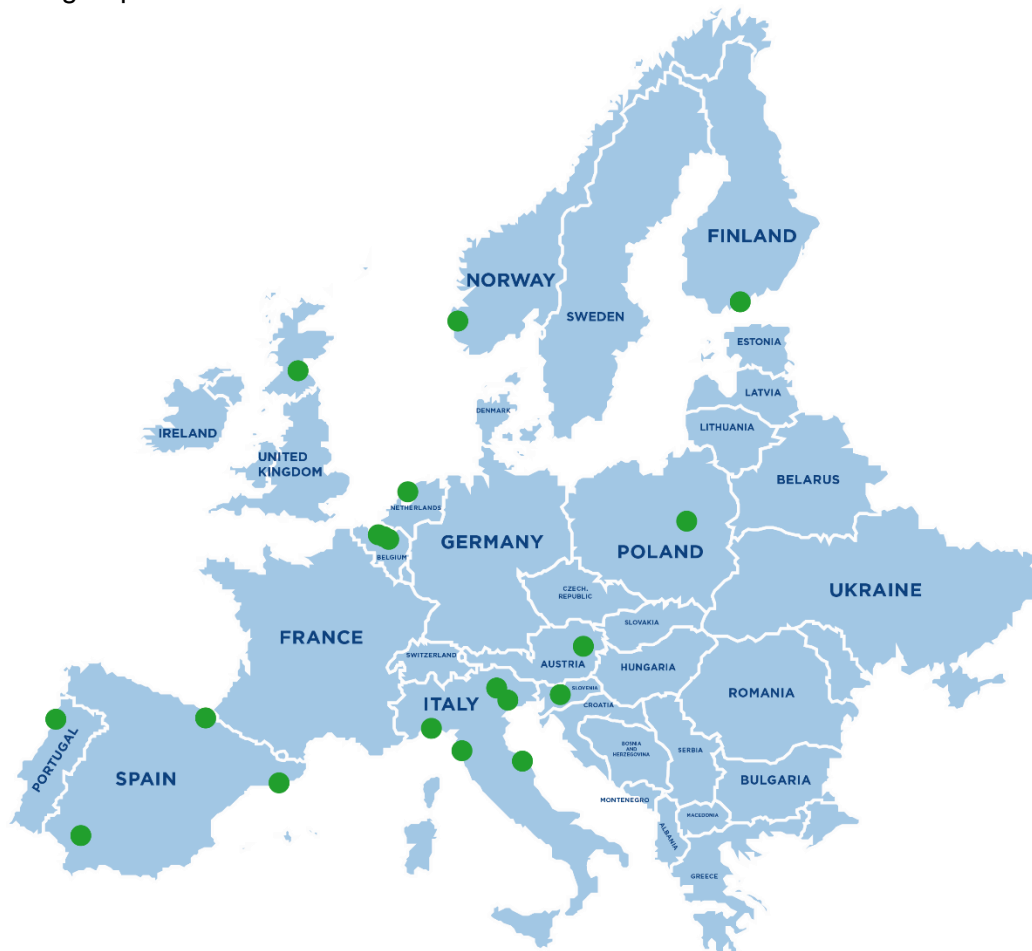 FINLAND
NORWAY
SWEDEN
ESTONIA
LATVIA
DENMARK
LITHUANIA
IRELAND
UNITED
KINGDOM
BELARUS
NETHERLANDS
GERMANY
POLAND
BELGIUM
CZECH.
REPUBLIC
UKRAINE
SLOVAKIA
FRANCE
SWITZERLAND
AUSTRIA
HUNGARIA
SLOVENIA
ROMANIA
ITALY
CROATIA
PORTUGAL
SPAIN
BOSNIA
AND
HERZEGOVINA
SERBIA
BULGARIA
MONTENEGRO
MACEDONIA
ALBANIA
GREECE